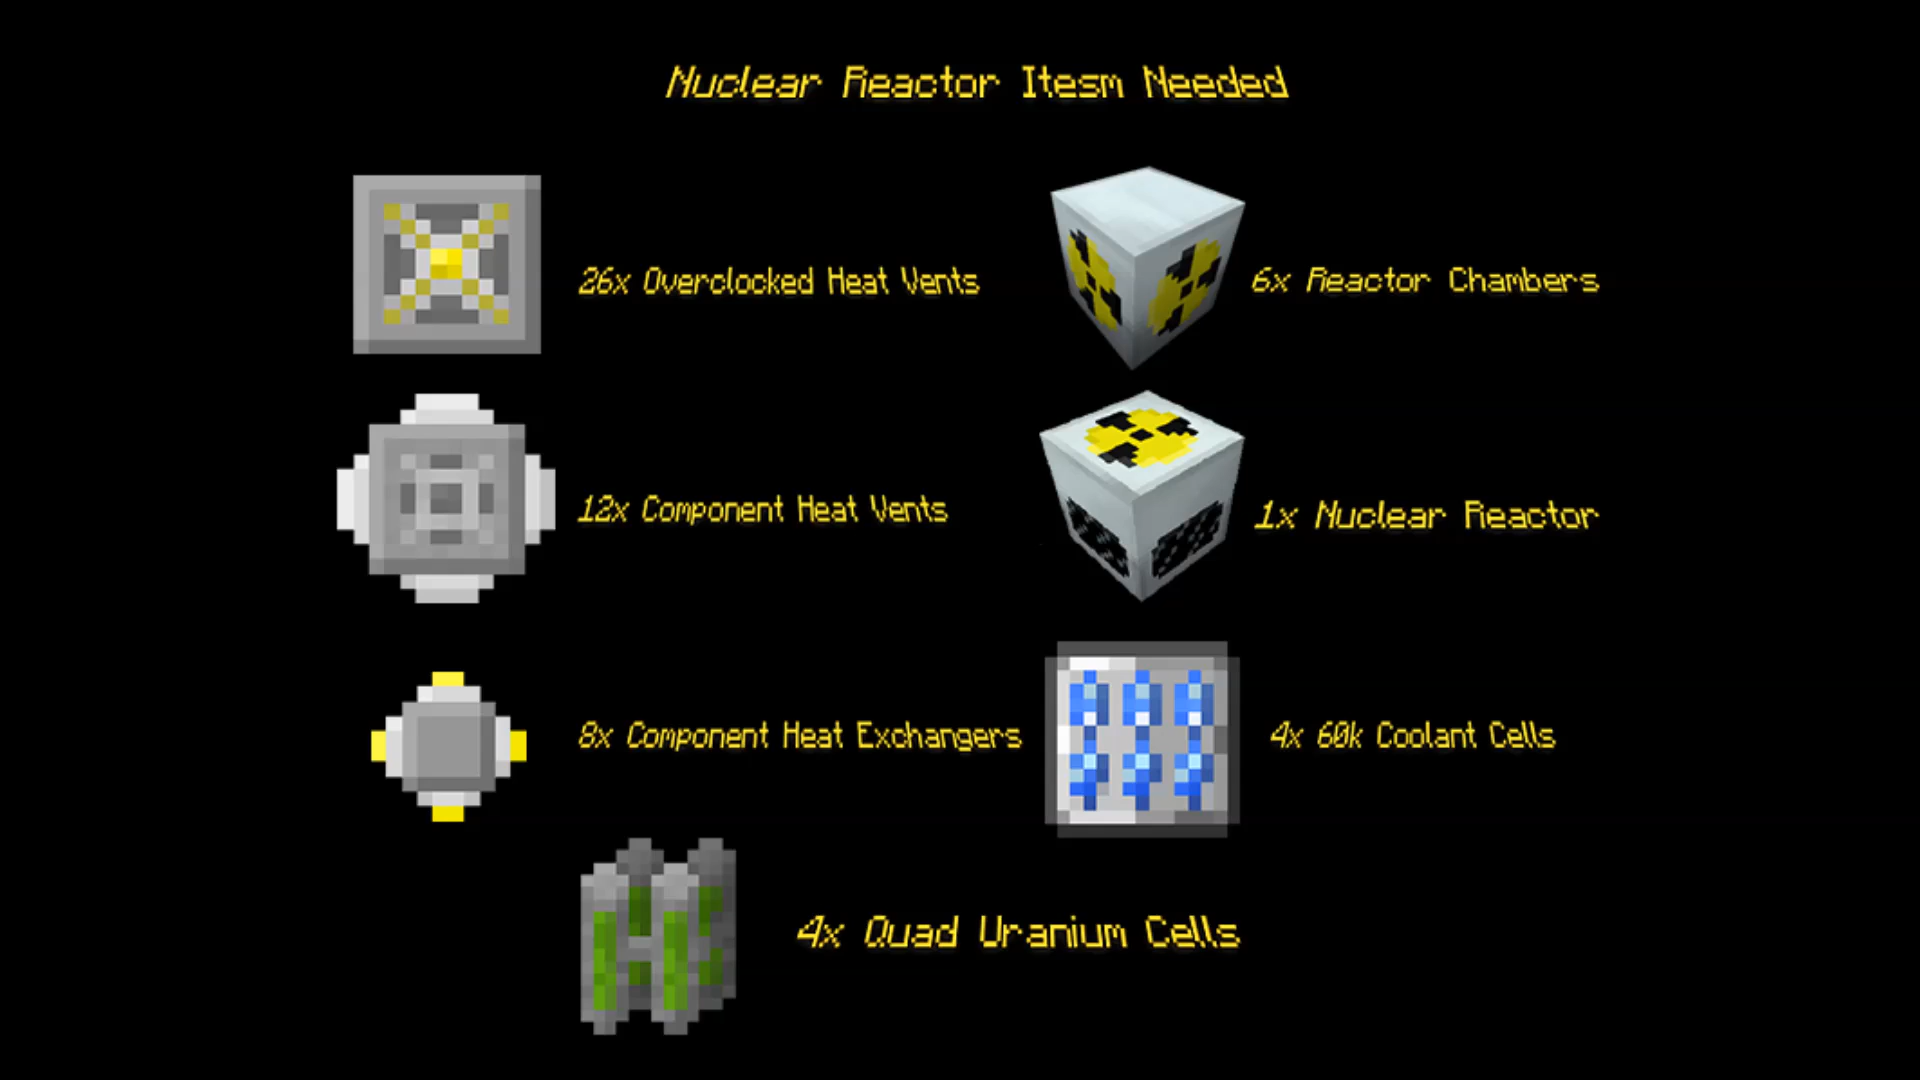 Nuclear Reactor Itesm Needed
26x Overclocked Heat Vents
6x Reactor Chambers
12x Component Heat Vents
1x Nuclear Reactor
8x Component Heat Exchangers
4x 60k Coolant Cells
4x Quad Uranium Cells